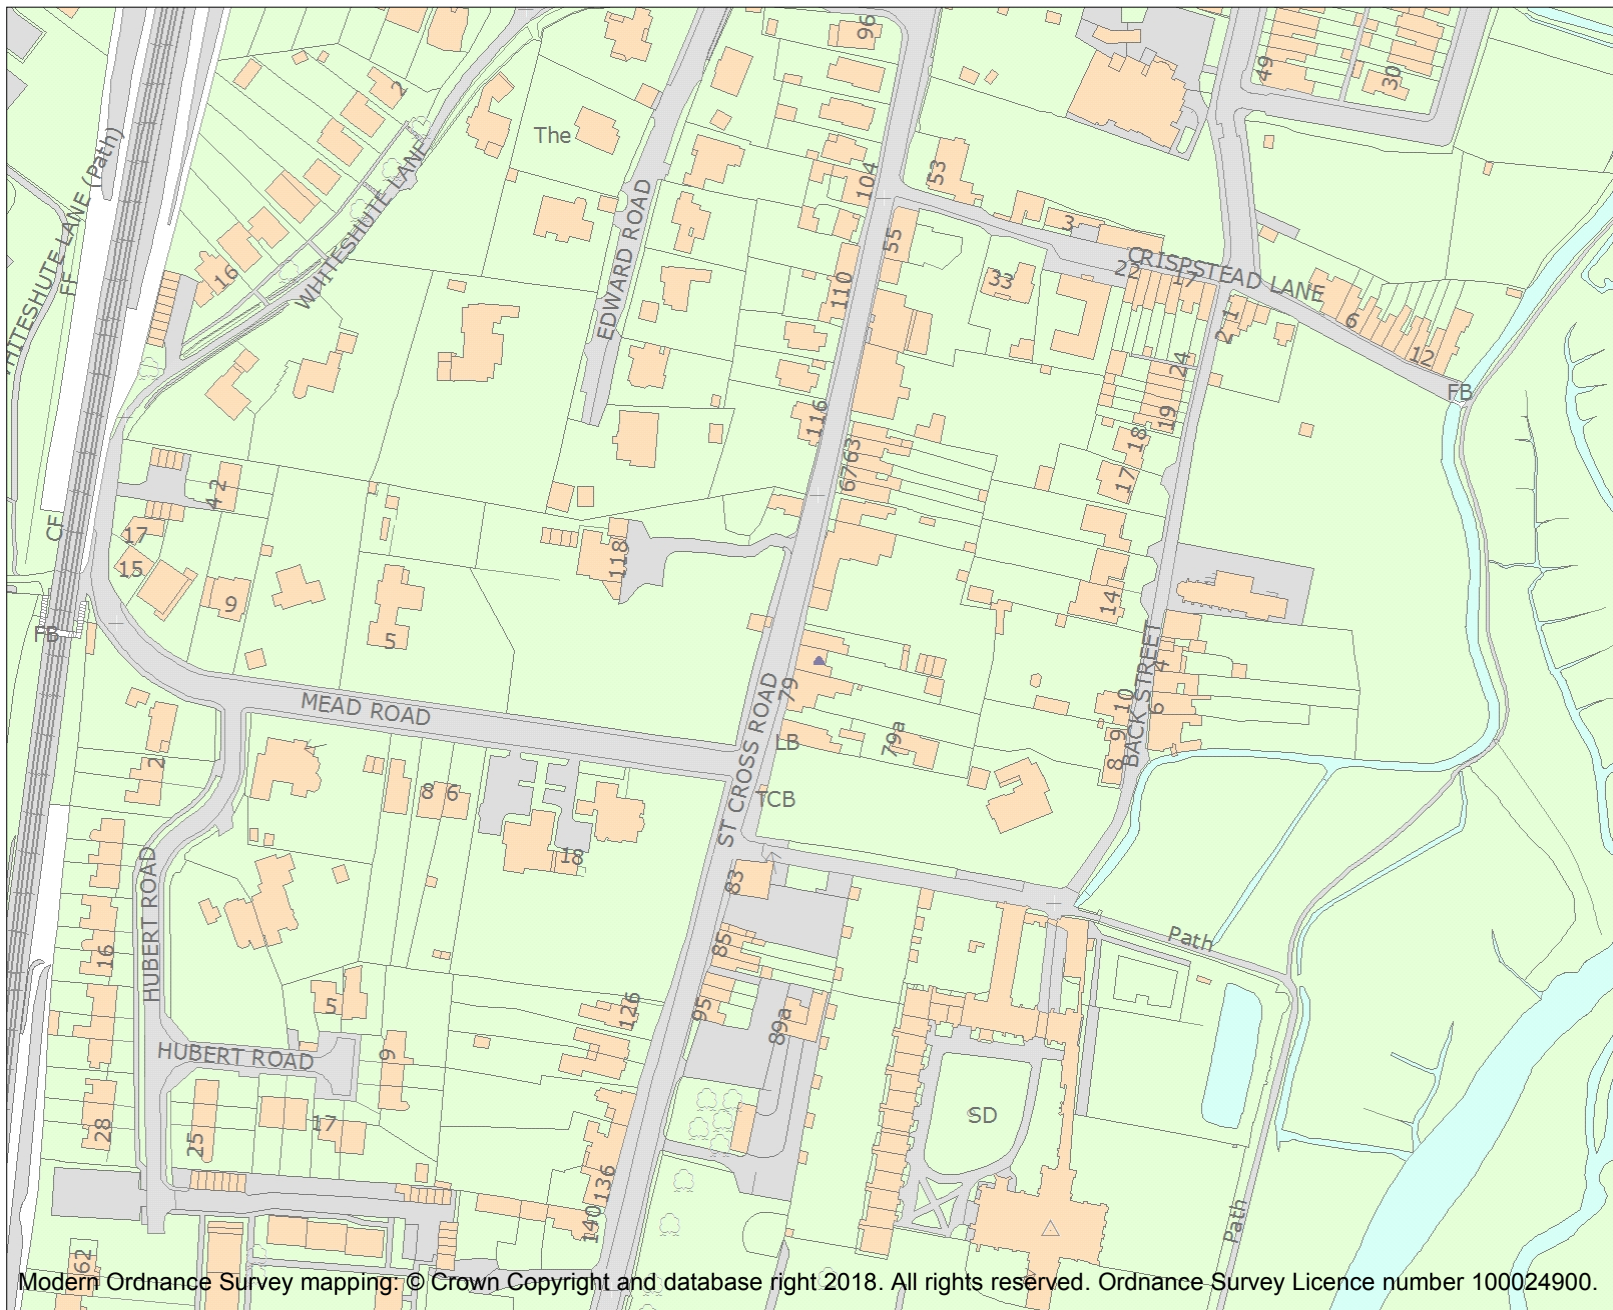 96
49
30
2
The
WHITESHUTE LANE (Path)
FF
WHITESHUTE LANE
16
EDWARD ROAD
104
53
55
110
3
33
CRISPSTEAD LANE
22
17
2
1
6
12
FB
24
19
18
17
116
63
67
4
2
CF
17
15
9
5
118
14
FB
MEAD ROAD
79
ST CROSS ROAD
LB
79a
TCB
BACK STREET
4
6
10
9
8
2
8
6
18
HUBERT ROAD
83
85
95
89a
Path
16
5
126
9
HUBERT ROAD
28
25
17
SD
136
140
Path
62
Modern Ordnance Survey mapping: © Crown Copyright and database right 2018. All rights reserved. Ordnance Survey Licence number 100024900.